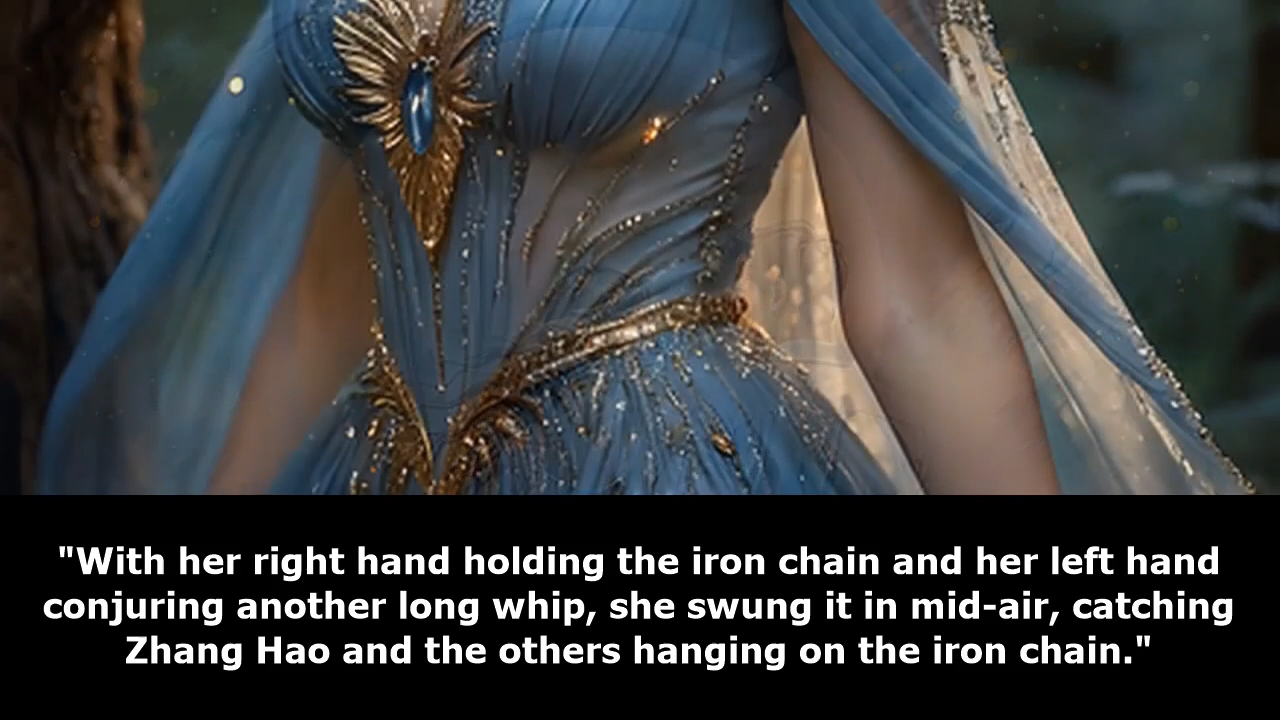 "With her right hand holding the iron chain and her left hand
conjuring another long whip, she swung it in mid-air, catching
Zhang Hao and the others hanging on the iron chain."